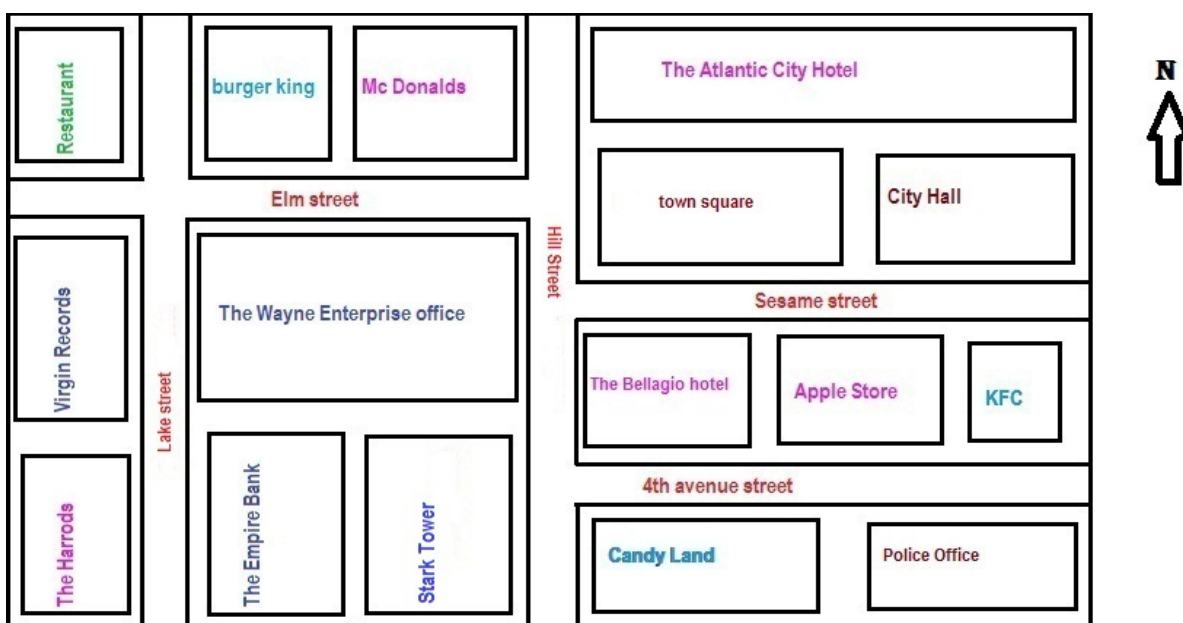 Restaurant
burger king
Mc Donalds
The Atlantic City Hotel
N
Elm street
town square
City Hall
Hill Street
Sesame street
Virgin Records
The Wayne Enterprise office
Lake street
The Bellagio hotel
Apple Store
KFC
4th avenue street
The Harrods
The Empire Bank
Stark Tower
Candy Land
Police Office